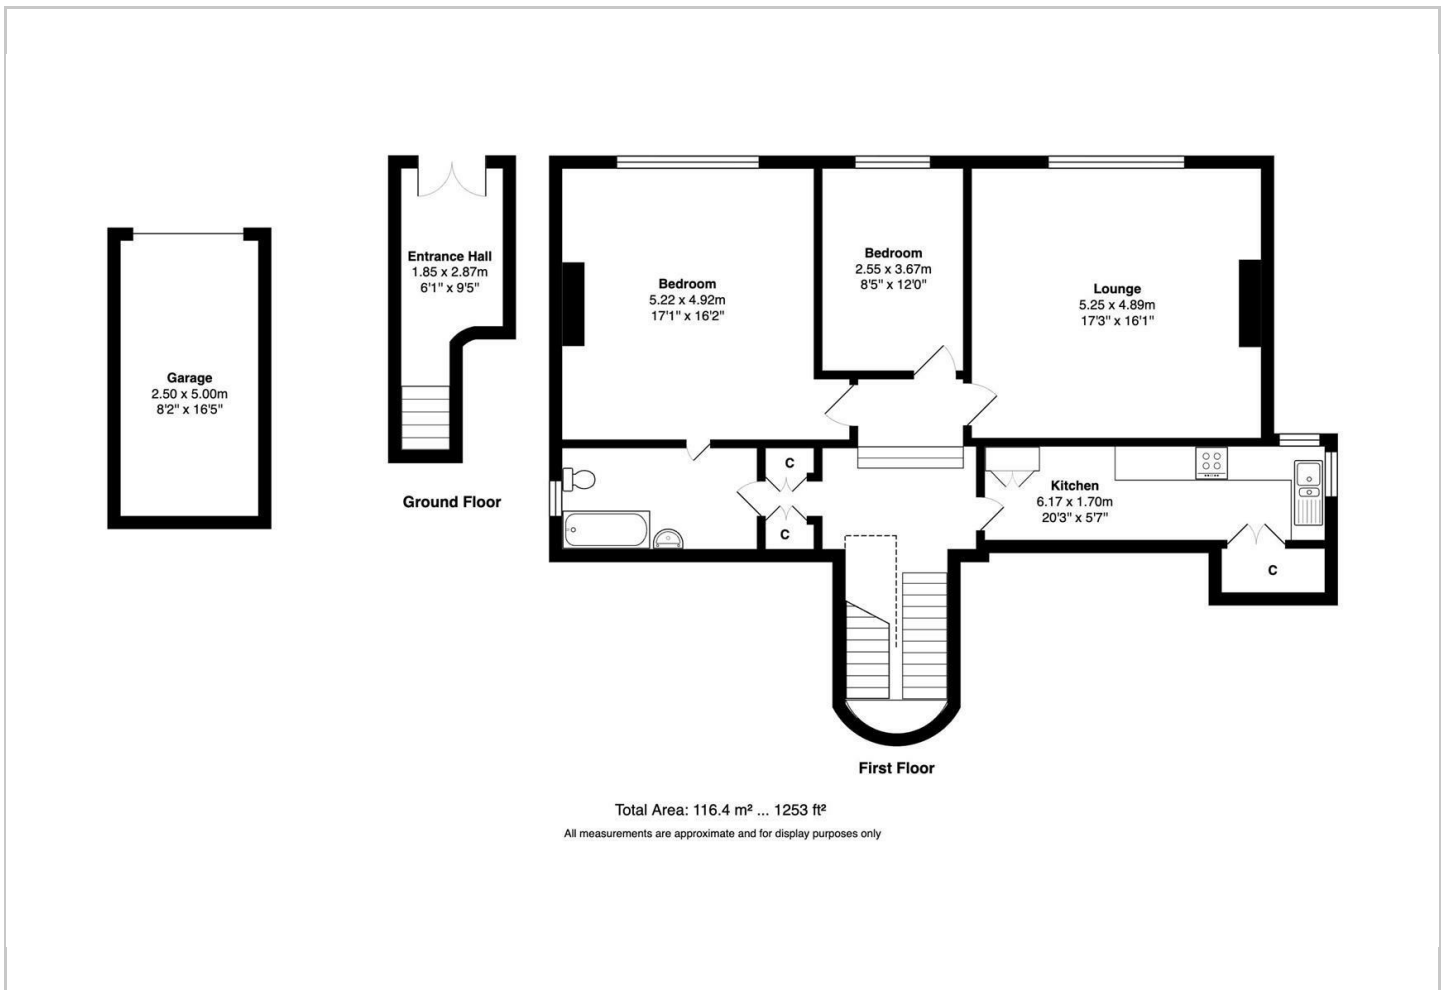 Entrance Hall
1.85 x 2.87m
6'1" x 9'5"
Bedroom
2.55 x 3.67m
8'5" x 12'0"
Bedroom
5.22 x 4.92m
17'1" x 16'2"
Lounge
5.25 x 4.89m
17'3" x 16'1"
Garage
2.50 x 5.00m
8'2" x 16'5"
Ground Floor
C
C
Kitchen
6.17 x 1.70m
20'3" x 5'7"
C
First Floor
Total Area: 116.4 m² ... 1253 ft²
All measurements are approximate and for display purposes only